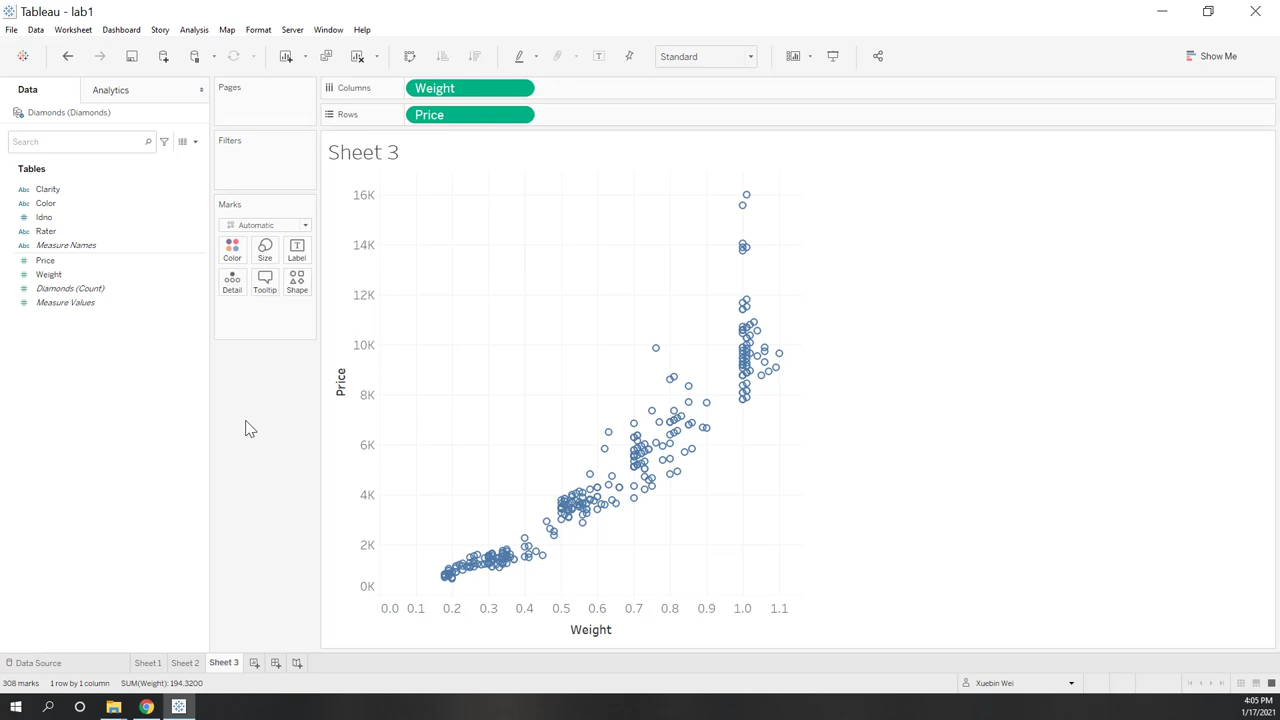 Tableau - lab1
File Data Worksheet Dashboard Story Analysis Map Format Server Window Help
Standard
Show Me
Data Analytics
Diamonds (Diamonds)
Search
Tables
Abc Clarity
Abc Color
# Idno
Abc Rater
Abc Measure Names
# Price
# Weight
# Diamonds (Count)
# Measure Values
Pages
Filters
Marks
Automatic
Color Size Label
Detail Tooltip Shape
Columns Weight
Rows Price
Sheet 3
16K
14K
12K
10K
8K
6K
4K
2K
0K
Price
0.0 0.1 0.2 0.3 0.4 0.5 0.6 0.7 0.8 0.9 1.0 1.1
Weight
Data Source Sheet 1 Sheet 2 Sheet 3
308 marks 1 row by 1 column SUM(Weight): 194.3200
Xuebin Wei
4:05 PM
1/17/2021